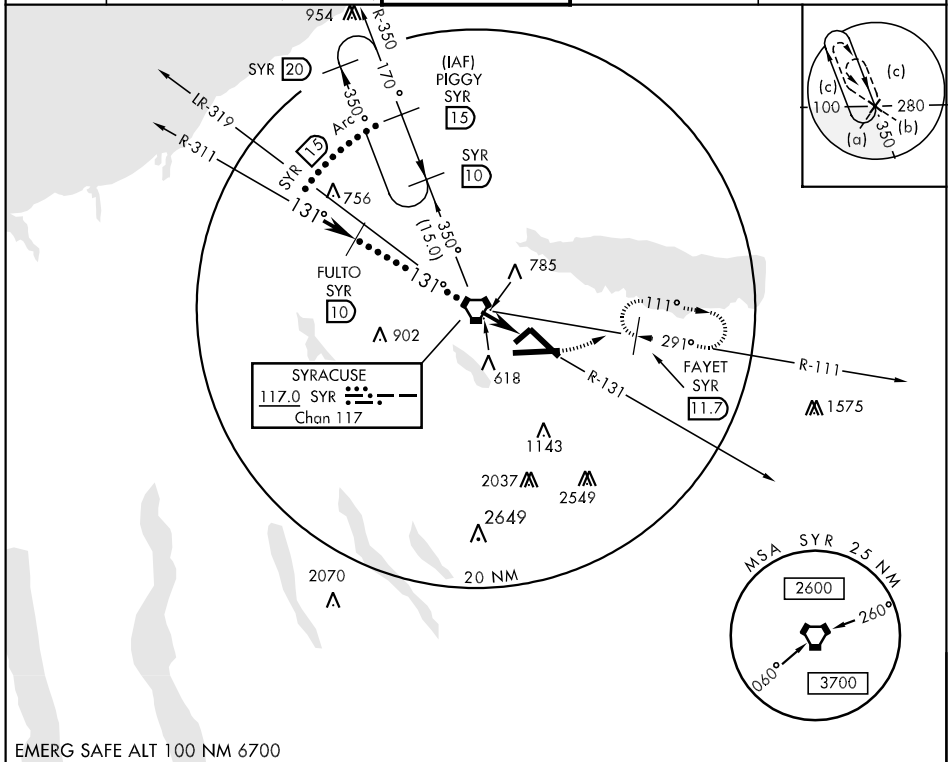 954
R-350
SYR 20
170°
350°
(IAF)
PIGGY
SYR
15
LR-319
R-311
SYR 15 Arc
SYR
10
(c)
(c)
100
280
(a)
(b)
350
131°
756
350°
(15.0)
FULTO
SYR
10
131°
785
902
111°
291°
FAYET
SYR
11.7
R-111
618
R-131
SYRACUSE
117.0 SYR
Chan 117
1575
1143
2037
2549
2649
2070
20 NM
MSA SYR 25 NM
2600
260°
060°
3700
EMERG SAFE ALT 100 NM 6700